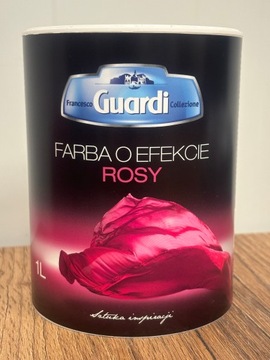 Francesco Guardi Collezione
FARBA O EFEKCIE
ROSY
1L
Sztuka inspiracji